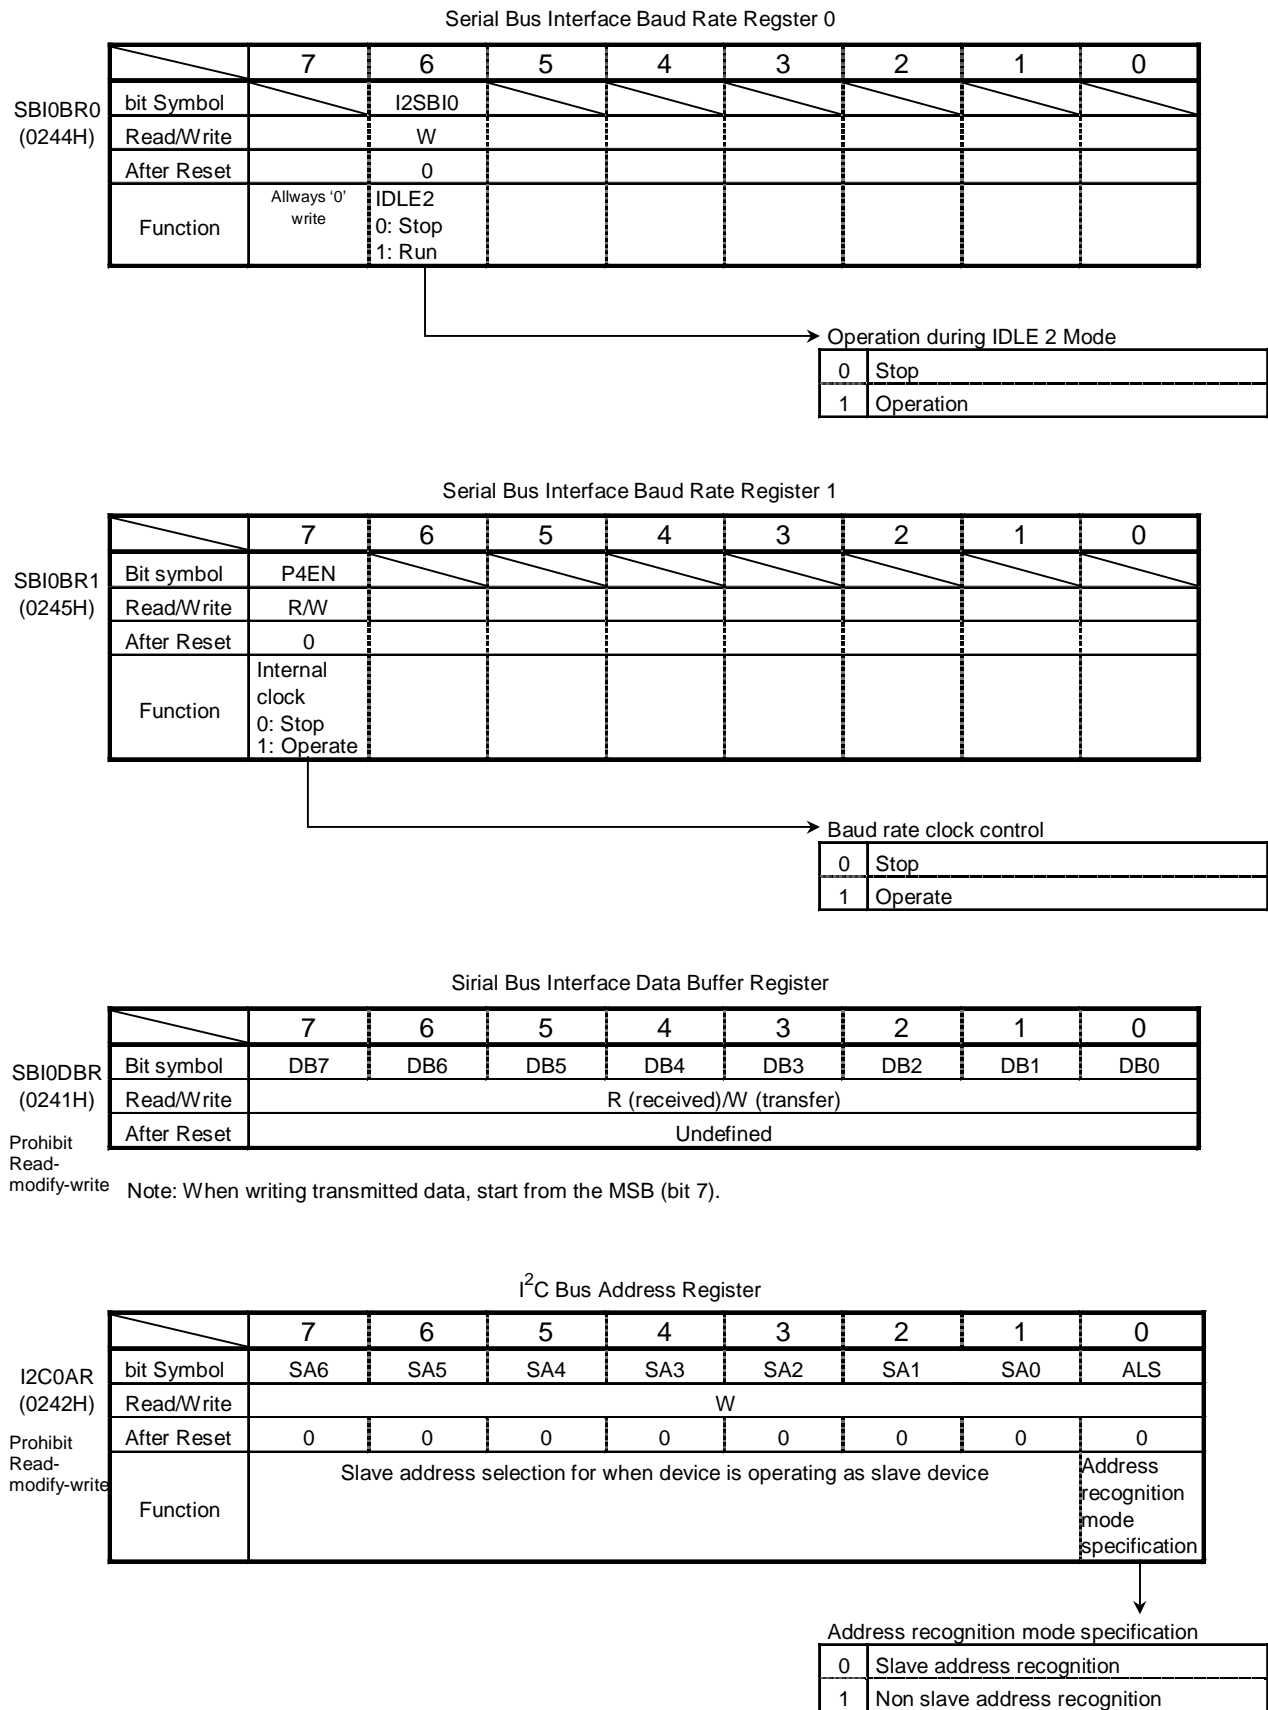 Serial Bus Interface Baud Rate Regster 0
7 6 5 4 3 2 1 0
SBI0BR0
(0244H)
bit Symbol I2SBI0
Read/Write W
After Reset 0
Function
Allways ‘0’
write
IDLE2
0: Stop
1: Run
Operation during IDLE 2 Mode
0 Stop
1 Operation
Serial Bus Interface Baud Rate Register 1
7 6 5 4 3 2 1 0
SBI0BR1
(0245H)
Bit symbol P4EN
Read/Write R/W
After Reset 0
Function
Internal
clock
0: Stop
1: Operate
Baud rate clock control
0 Stop
1 Operate
Sirial Bus Interface Data Buffer Register
7 6 5 4 3 2 1 0
SBI0DBR
(0241H)
Prohibit
Read-
modify-write
Bit symbol DB7 DB6 DB5 DB4 DB3 DB2 DB1 DB0
Read/Write R (received)/W (transfer)
After Reset Undefined
Note: When writing transmitted data, start from the MSB (bit 7).
I²C Bus Address Register
7 6 5 4 3 2 1 0
I2C0AR
(0242H)
Prohibit
Read-
modify-write
bit Symbol SA6 SA5 SA4 SA3 SA2 SA1 SA0 ALS
Read/Write W
After Reset 0 0 0 0 0 0 0 0
Function
Slave address selection for when device is operating as slave device
Address
recognition
mode
specification
Address recognition mode specification
0 Slave address recognition
1 Non slave address recognition